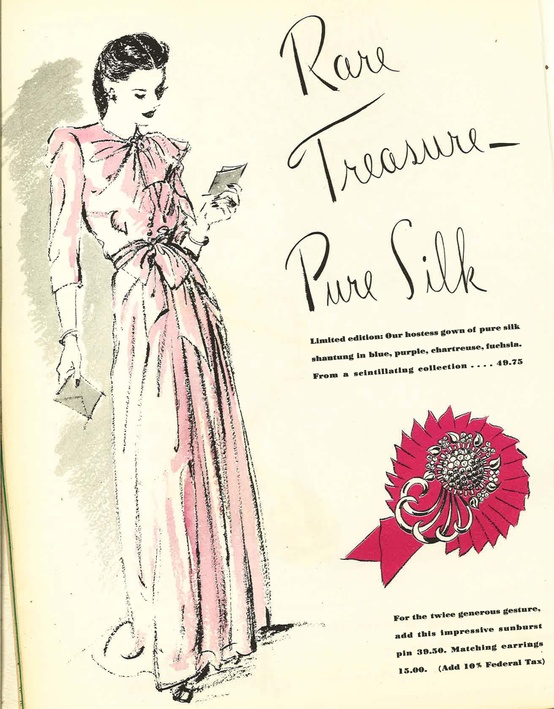 Rare
Treasure—
Pure Silk
Limited edition: Our hostess gown of pure silk
shantung in blue, purple, chartreuse, fuchsia.
From a scintillating collection . . . . 49.75
For the twice generous gesture,
add this impressive sunburst
pin 39.50. Matching earrings
15.00. (Add 10% Federal Tax)